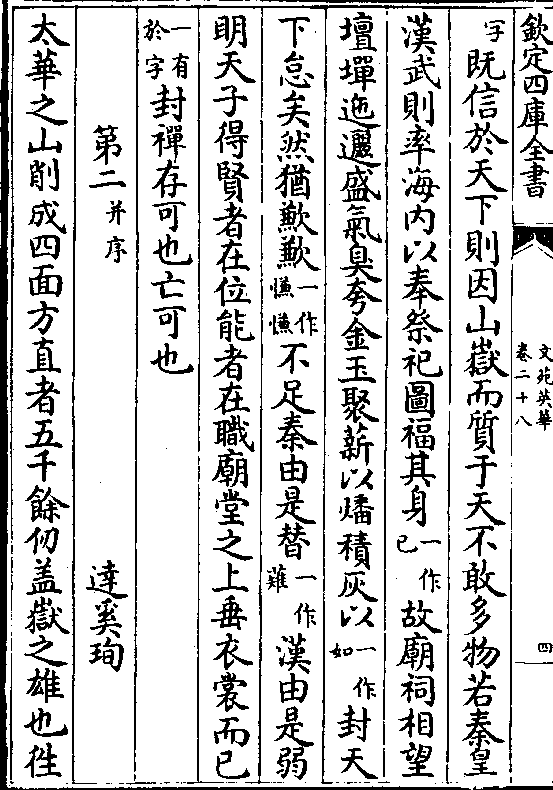 欽定四庫全書
文苑英華
卷二十八
四
字既信於天下則因山嶽而質于天不敢多物若秦皇
漢武則率海內以奉祭祀圖福其身一作已故廟祠相望
壇墠迤邐盛氣臭夸金玉聚薪以燔積灰以一作如封天
下怠矣然猶歉歉一作慊慊不足秦由是替一作薙漢由是弱
明天子得賢者在位能者在職廟堂之上垂衣裳而已
一有於字封禪存可也亡可也
第二并序 達奚珣
太華之山削成四面方直者五千餘仞盖嶽之雄也徃